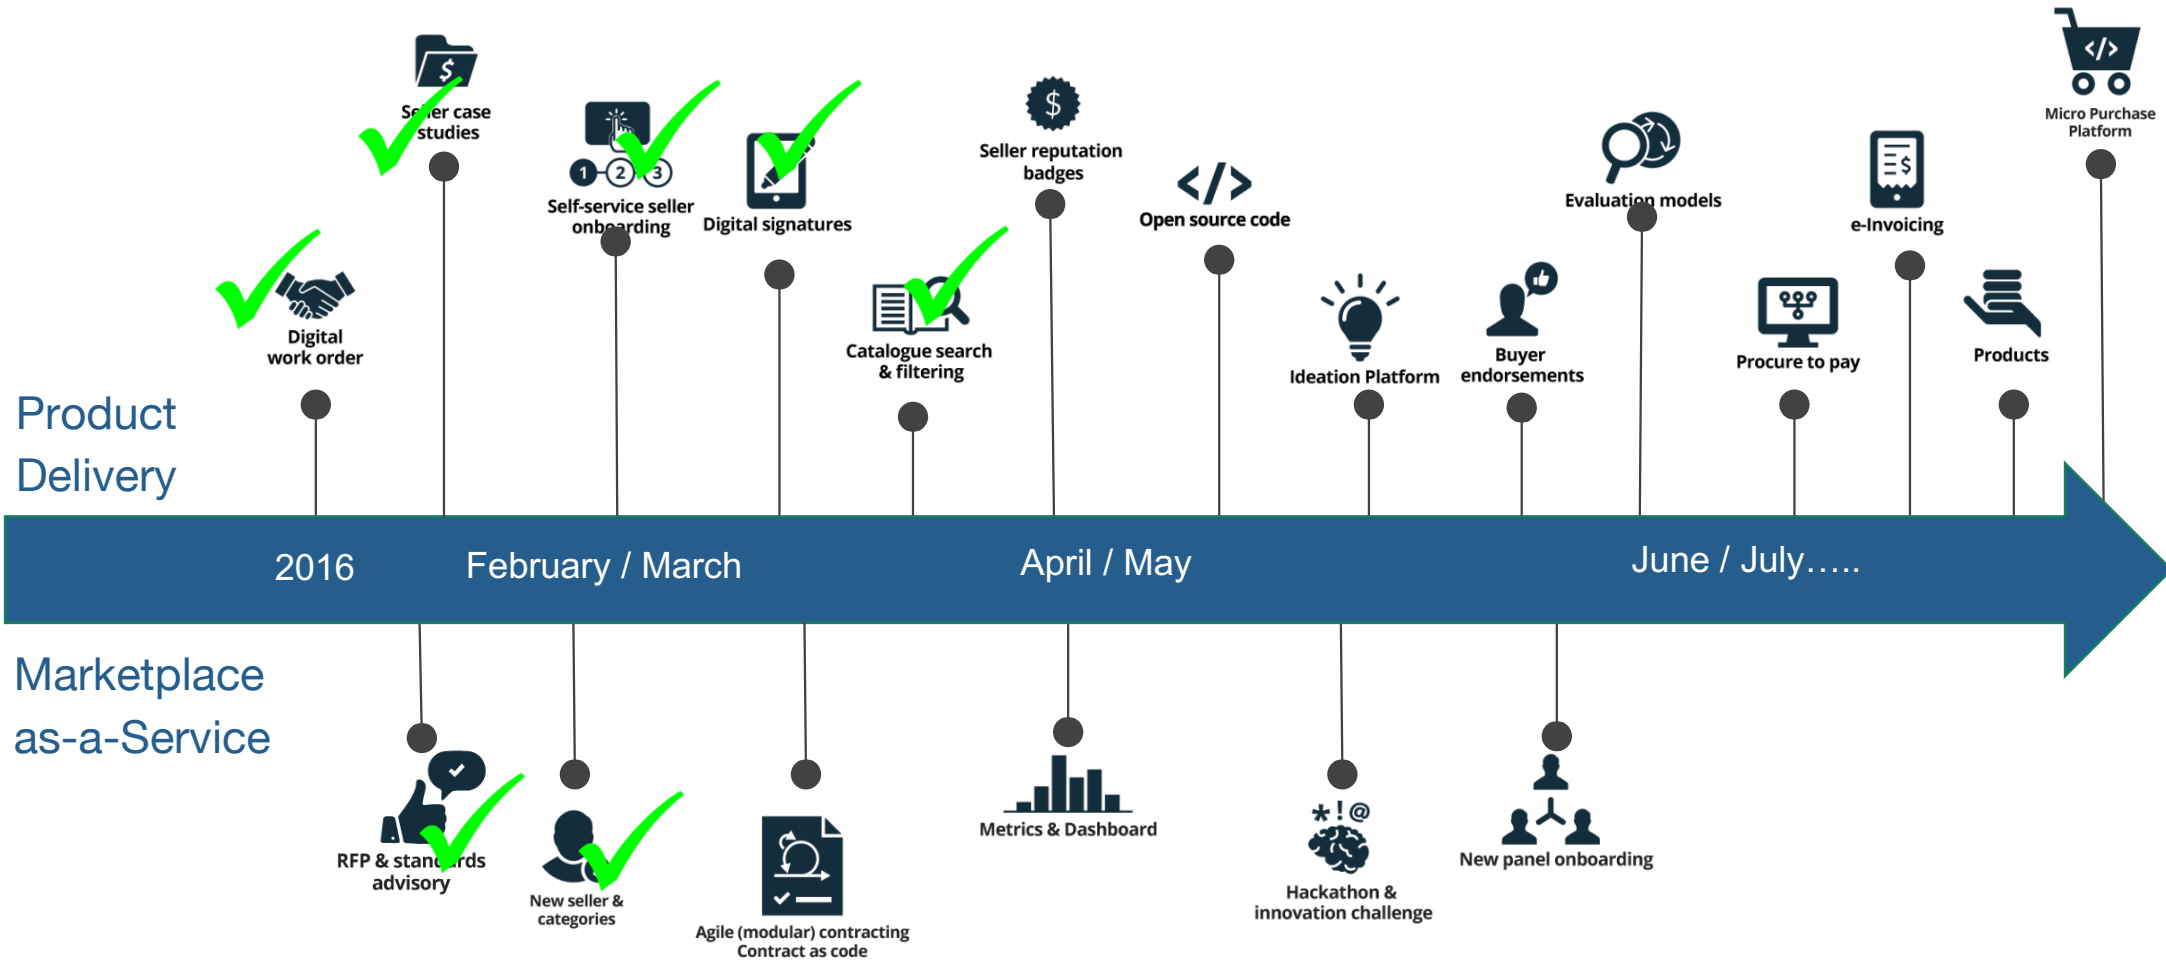 $
Seller case
studies
1 2 3
Self-service seller
onboarding
Digital signatures
Digital
work order
Catalogue search
& filtering
$
Seller reputation
badges
</>
Open source code
Ideation Platform
Buyer
endorsements
Evaluation models
Procure to pay
$
e-Invoicing
Products
</>
Micro Purchase
Platform
Product
Delivery
2016
February / March
April / May
June / July.....
Marketplace
as-a-Service
RFP & standards
advisory
New seller &
categories
Agile (modular) contracting
Contract as code
Metrics & Dashboard
*!@
Hackathon &
innovation challenge
New panel onboarding